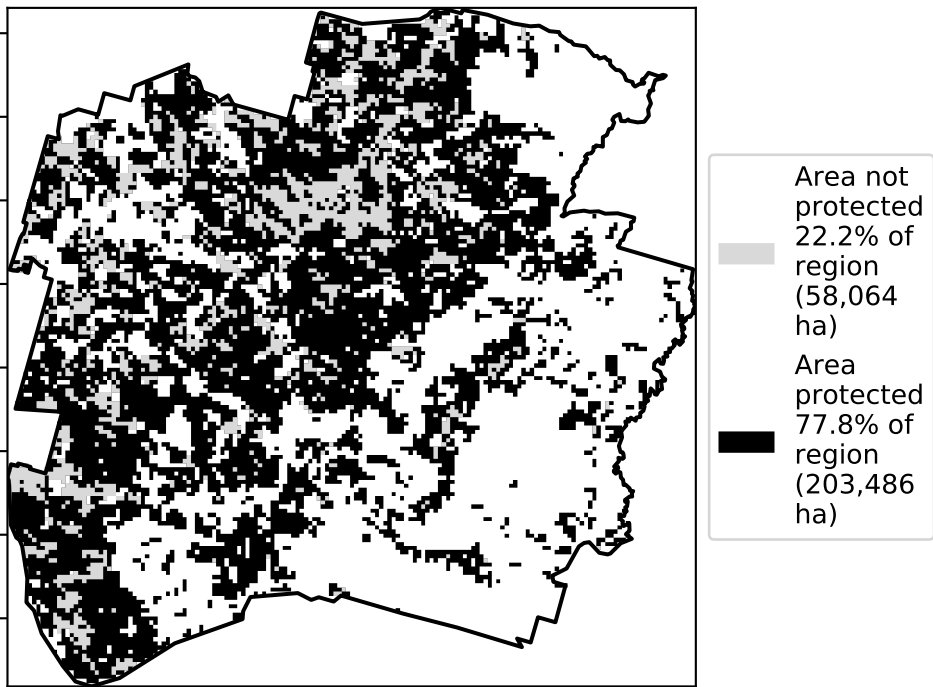 Area not
protected
22.2% of
region
(58,064
ha)
Area
protected
77.8% of
region
(203,486
ha)